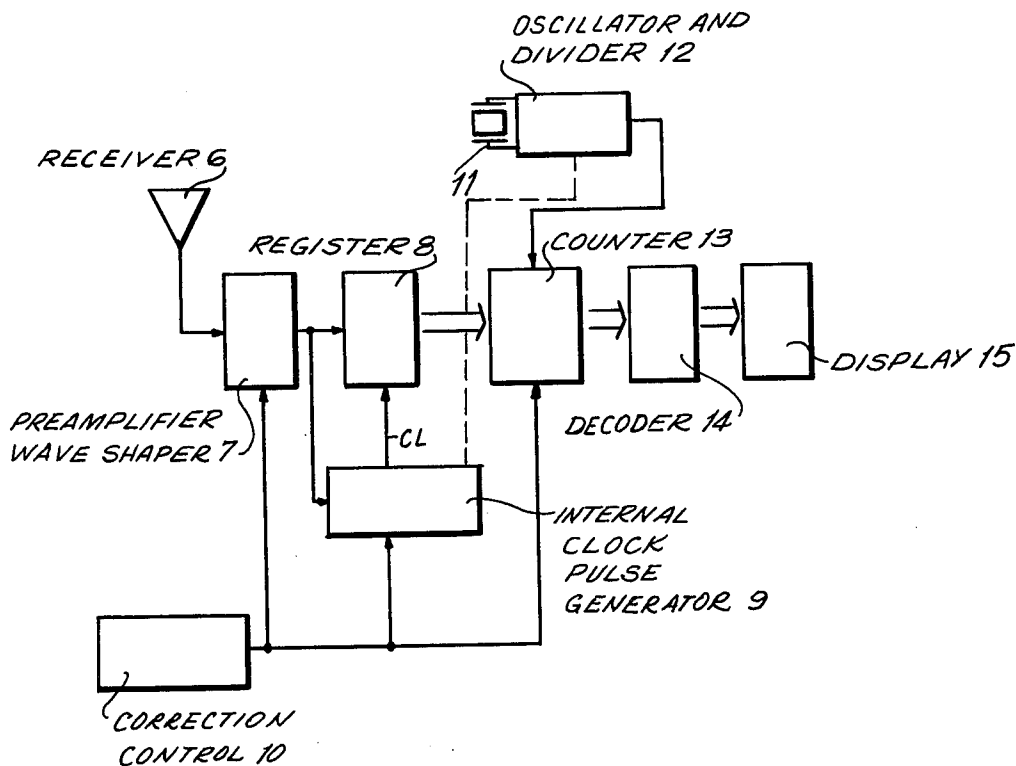 OSCILLATOR AND
DIVIDER 12
RECEIVER 6
11
REGISTER 8
COUNTER 13
DISPLAY 15
PREAMPLIFIER
WAVE SHAPER 7
DECODER 14
CL
INTERNAL
CLOCK
PULSE
GENERATOR 9
CORRECTION
CONTROL 10